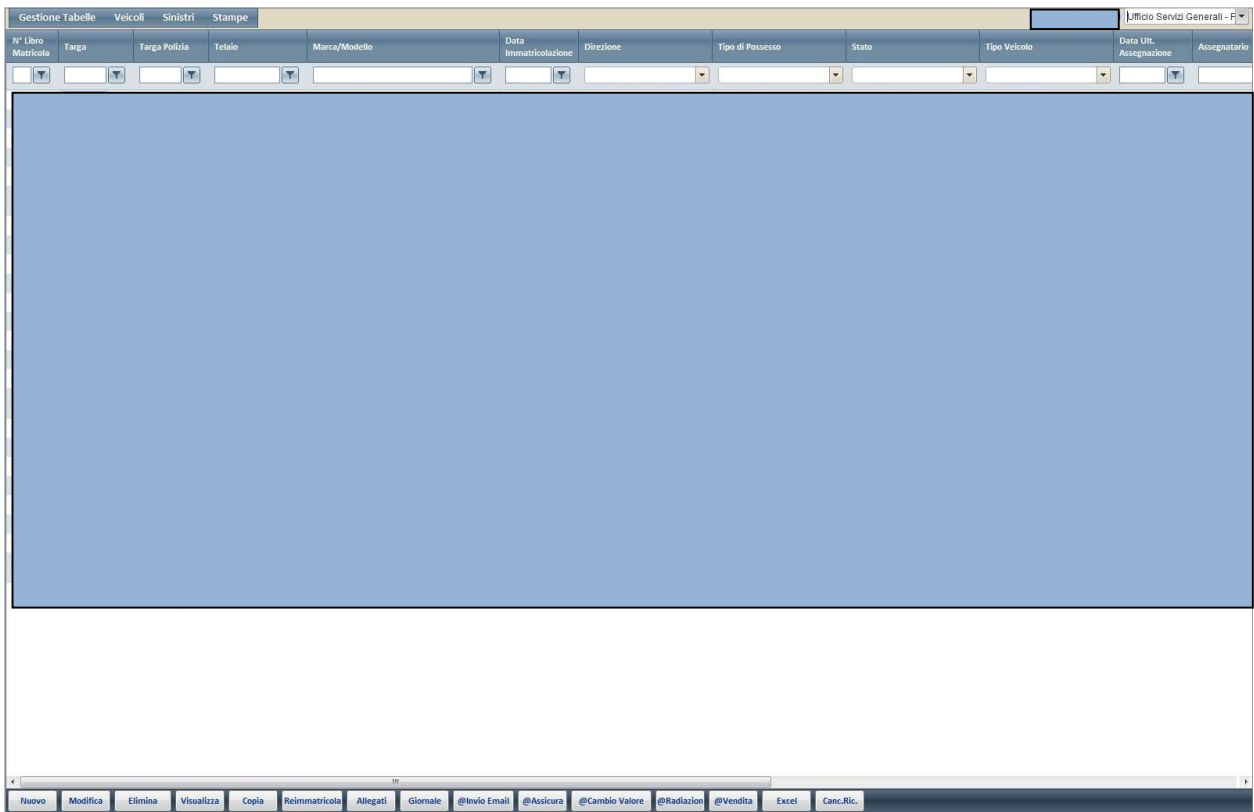 Gestione Tabelle Veicoli Sinistri Stampe Ufficio Servizi Generali - F
N° Libro Matricola Targa Targa Polizia Telaio Marca/Modello Data Immatricolazione Direzione Tipo di Possesso Stato Tipo Veicolo Data Ult. Assegnazione Assegnatario
Nuovo Modifica Elimina Visualizza Copia Reimmatricola Allegati Giornale @Invio Email @Assicura @Cambio Valore @Radiazion @Vendita Excel Canc.Ric.